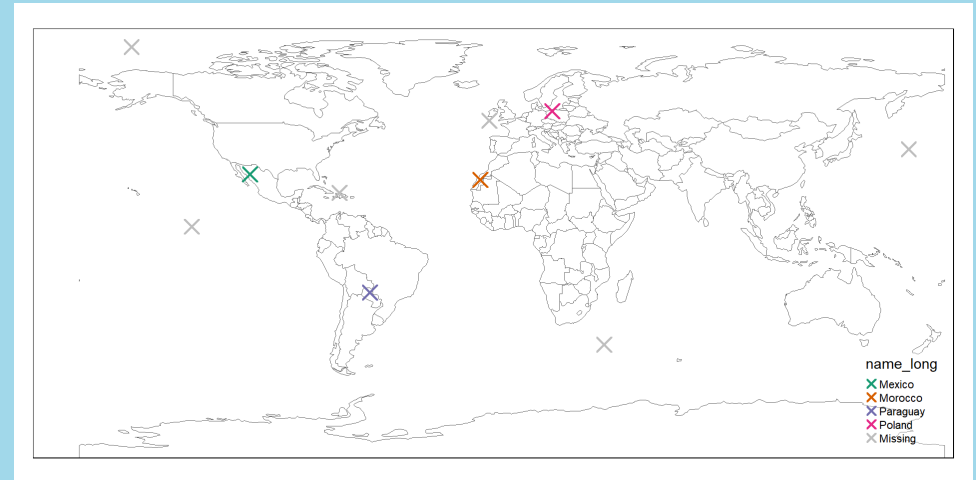 name_long
Mexico
Morocco
Paraguay
Poland
Missing